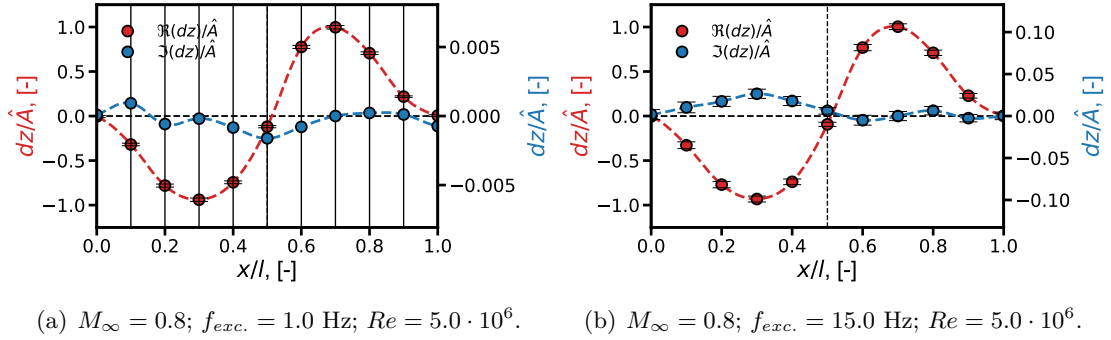 ℜ(dz)/Â
ℑ(dz)/Â
1.0
0.5
0.0
−0.5
−1.0
dz/Â, [-]
0.005
0.000
−0.005
dz/Â, [-]
0.0 0.2 0.4 0.6 0.8 1.0
x/l, [-]
(a) M∞ = 0.8; f_exc. = 1.0 Hz; Re = 5.0 · 10⁶.
ℜ(dz)/Â
ℑ(dz)/Â
1.0
0.5
0.0
−0.5
−1.0
dz/Â, [-]
0.10
0.05
0.00
−0.05
−0.10
dz/Â, [-]
0.0 0.2 0.4 0.6 0.8 1.0
x/l, [-]
(b) M∞ = 0.8; f_exc. = 15.0 Hz; Re = 5.0 · 10⁶.